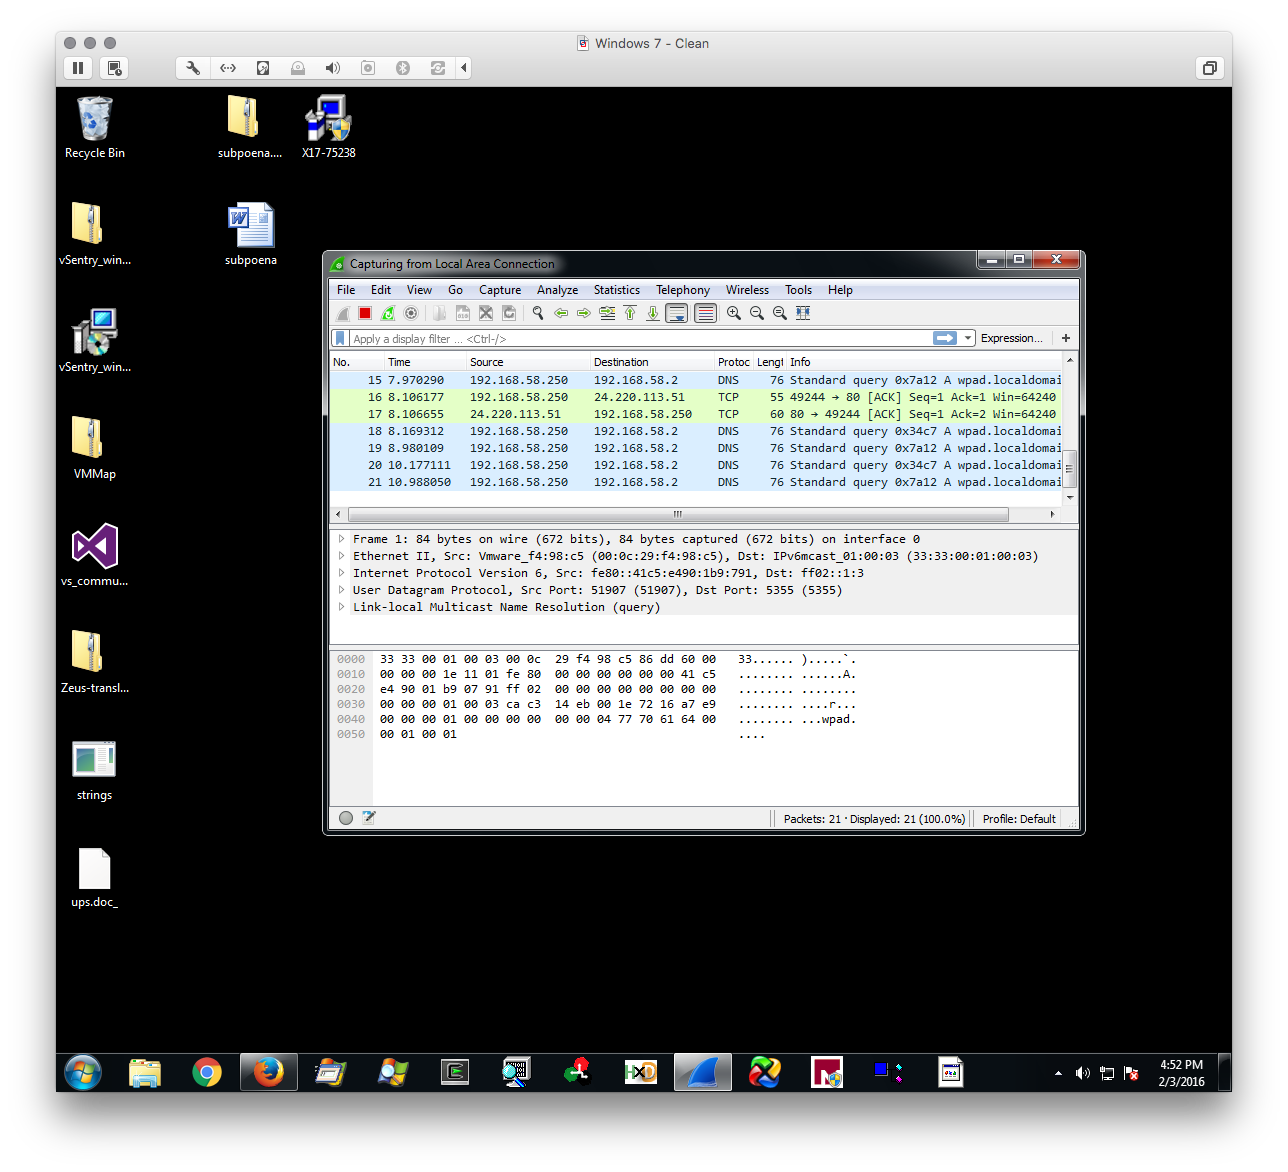 Windows 7 - Clean
Recycle Bin
subpoena....
X17-75238
vSentry_win...
subpoena
vSentry_win...
VMMap
vs_commu...
Zeus-transl...
strings
ups.doc_
Capturing from Local Area Connection
File Edit View Go Capture Analyze Statistics Telephony Wireless Tools Help
Apply a display filter ... <Ctrl-/> Expression... +
No. Time Source Destination Protoc Lengt Info
15 7.970290 192.168.58.250 192.168.58.2 DNS 76 Standard query 0x7a12 A wpad.localdomai
16 8.106177 192.168.58.250 24.220.113.51 TCP 55 49244 → 80 [ACK] Seq=1 Ack=1 Win=64240
17 8.106655 24.220.113.51 192.168.58.250 TCP 60 80 → 49244 [ACK] Seq=1 Ack=2 Win=64240
18 8.169312 192.168.58.250 192.168.58.2 DNS 76 Standard query 0x34c7 A wpad.localdomai
19 8.980109 192.168.58.250 192.168.58.2 DNS 76 Standard query 0x7a12 A wpad.localdomai
20 10.177111 192.168.58.250 192.168.58.2 DNS 76 Standard query 0x34c7 A wpad.localdomai
21 10.988050 192.168.58.250 192.168.58.2 DNS 76 Standard query 0x7a12 A wpad.localdomai
Frame 1: 84 bytes on wire (672 bits), 84 bytes captured (672 bits) on interface 0
Ethernet II, Src: Vmware_f4:98:c5 (00:0c:29:f4:98:c5), Dst: IPv6mcast_01:00:03 (33:33:00:01:00:03)
Internet Protocol Version 6, Src: fe80::41c5:e490:1b9:791, Dst: ff02::1:3
User Datagram Protocol, Src Port: 51907 (51907), Dst Port: 5355 (5355)
Link-local Multicast Name Resolution (query)
0000 33 33 00 01 00 03 00 0c 29 f4 98 c5 86 dd 60 00 33...... ).....`.
0010 00 00 00 1e 11 01 fe 80 00 00 00 00 00 00 41 c5 ........ ......A.
0020 e4 90 01 b9 07 91 ff 02 00 00 00 00 00 00 00 00 ........ ........
0030 00 00 00 01 00 03 ca c3 14 eb 00 1e 72 16 a7 e9 ........ ....r...
0040 00 00 00 01 00 00 00 00 00 00 04 77 70 61 64 00 ........ ...wpad.
0050 00 01 00 01 ....
Packets: 21 · Displayed: 21 (100.0%) Profile: Default
HXD
4:52 PM
2/3/2016